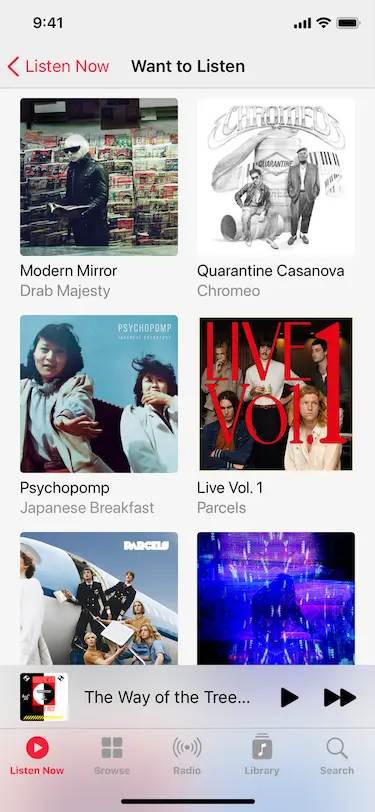 9:41
Listen Now
Want to Listen
CHROMEO
QUARANTINE
Modern Mirror
Drab Majesty
Quarantine Casanova
Chromeo
PSYCHOPOMP
JAPANESE BREAKFAST
LIVE
Vol.1
Psychopomp
Japanese Breakfast
Live Vol. 1
Parcels
PARCELS
The Way of the Tree...
Listen Now
Browse
Radio
Library
Search